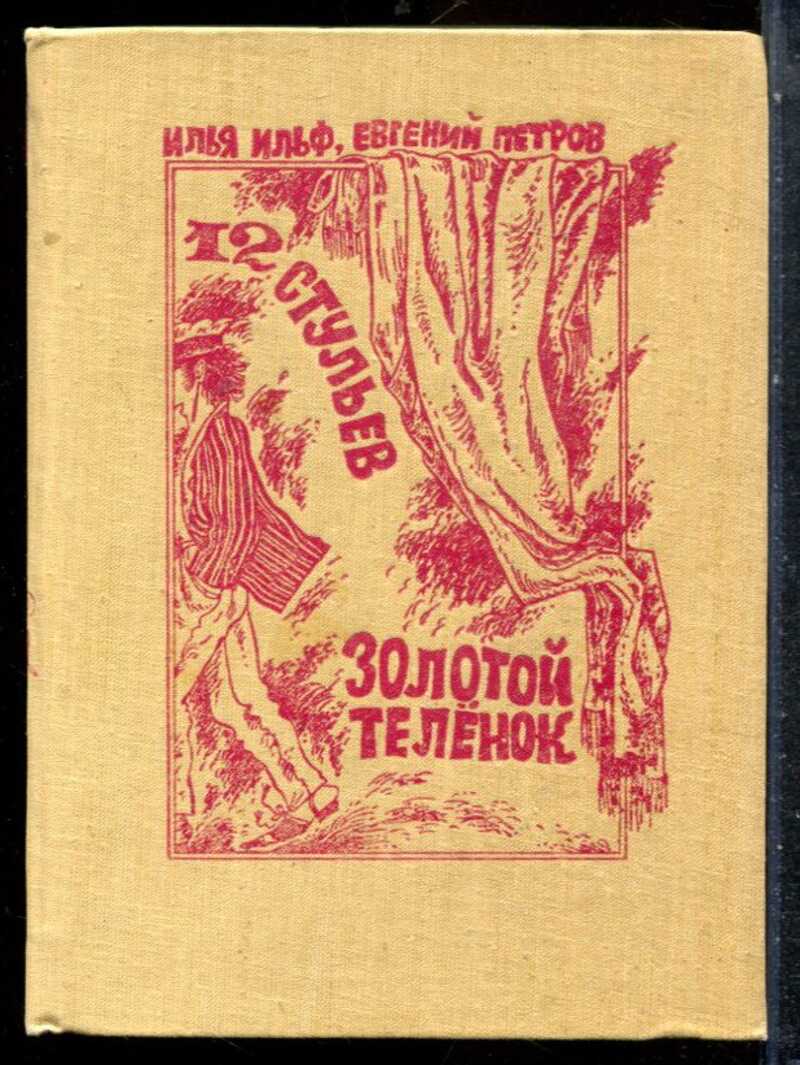 Илья Ильф, Евгений Петров
12
стульев
Золотой
телёнок